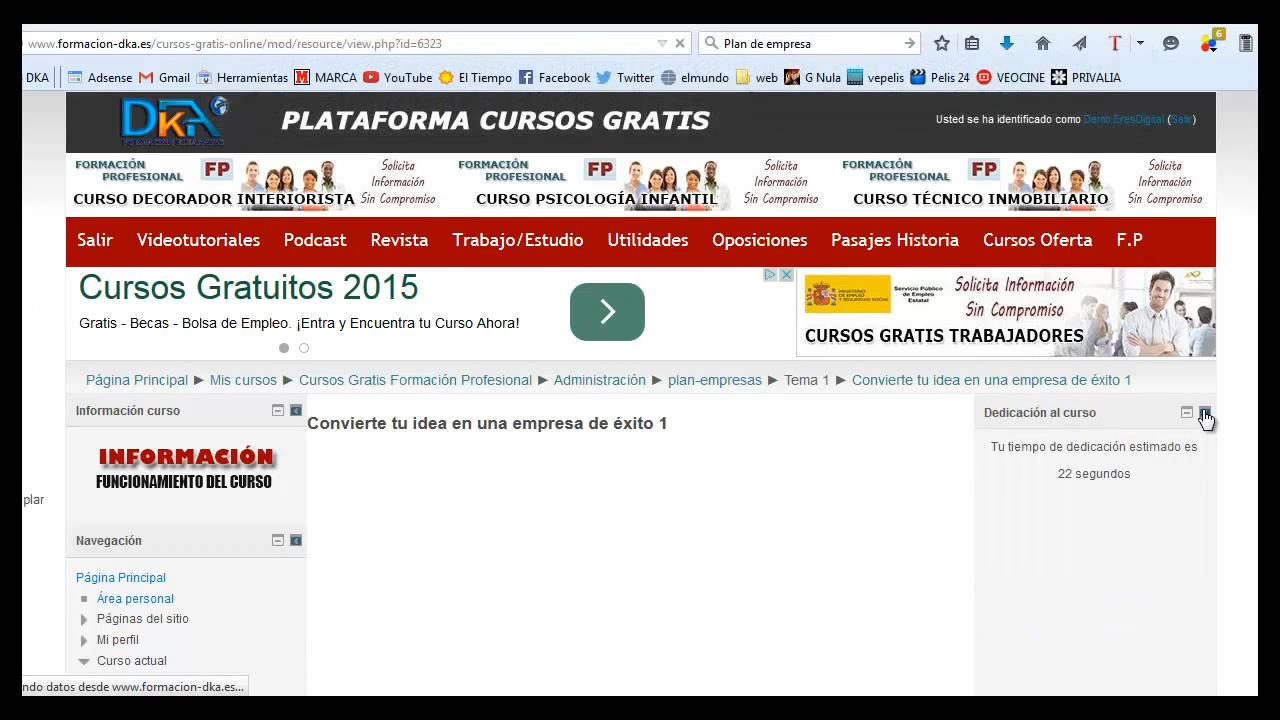 www.formacion-dka.es/cursos-gratis-online/mod/resource/view.php?id=6323
Plan de empresa
6
DKA Adsense Gmail Herramientas MARCA YouTube El Tiempo Facebook Twitter elmundo web G Nula vepelis Pelis 24 VEOCINE PRIVALIA
DKA
PLATAFORMA CURSOS GRATIS
Usted se ha identificado como Demo EresDigital (Salir)
FORMACIÓN PROFESIONAL FP
Solicita Información Sin Compromiso
CURSO DECORADOR INTERIORISTA
FORMACIÓN PROFESIONAL FP
Solicita Información Sin Compromiso
CURSO PSICOLOGÍA INFANTIL
FORMACIÓN PROFESIONAL FP
Solicita Información Sin Compromiso
CURSO TÉCNICO INMOBILIARIO
Salir Videotutoriales Podcast Revista Trabajo/Estudio Utilidades Oposiciones Pasajes Historia Cursos Oferta F.P
Cursos Gratuitos 2015
Gratis - Becas - Bolsa de Empleo. ¡Entra y Encuentra tu Curso Ahora!
Solicita Información
Sin Compromiso
CURSOS GRATIS TRABAJADORES
Página Principal ► Mis cursos ► Cursos Gratis Formación Profesional ► Administración ► plan-empresas ► Tema 1 ► Convierte tu idea en una empresa de éxito 1
Información curso
INFORMACIÓN
FUNCIONAMIENTO DEL CURSO
plar
Navegación
Página Principal
Área personal
Páginas del sitio
Mi perfil
Curso actual
Convierte tu idea en una empresa de éxito 1
Dedicación al curso
Tu tiempo de dedicación estimado es
22 segundos
ndo datos desde www.formacion-dka.es...